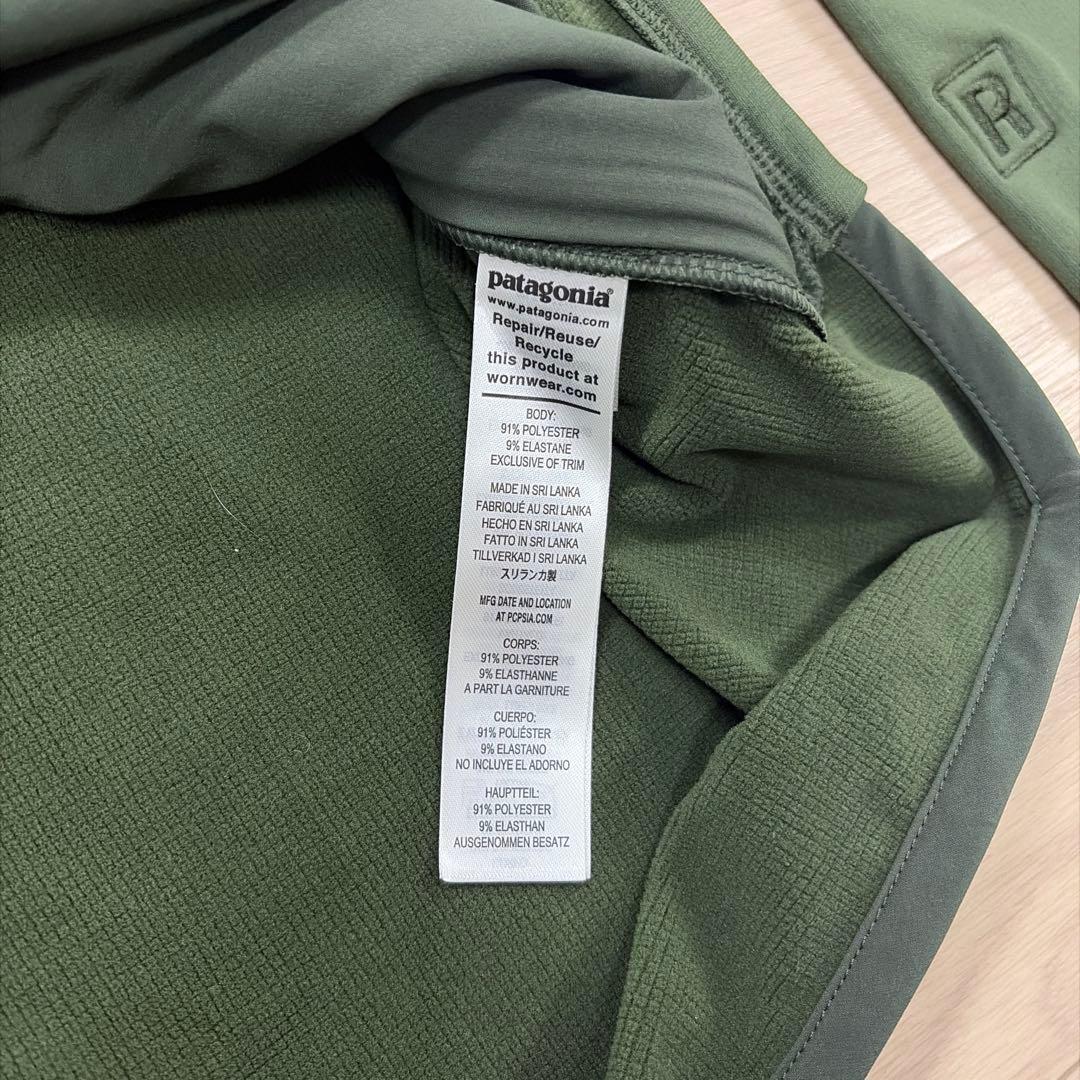 patagonia®
www.patagonia.com
Repair/Reuse/
Recycle
this product at
wornwear.com
BODY:
91% POLYESTER
9% ELASTANE
EXCLUSIVE OF TRIM
MADE IN SRI LANKA
FABRIQUÉ AU SRI LANKA
HECHO EN SRI LANKA
FATTO IN SRI LANKA
TILLVERKAD I SRI LANKA
スリランカ製
MFG DATE AND LOCATION
AT PCPSIA.COM
CORPS:
91% POLYESTER
9% ELASTHANNE
A PART LA GARNITURE
CUERPO:
91% POLIÉSTER
9% ELASTANO
NO INCLUYE EL ADORNO
HAUPTTEIL:
91% POLYESTER
9% ELASTHAN
AUSGENOMMEN BESATZ
R